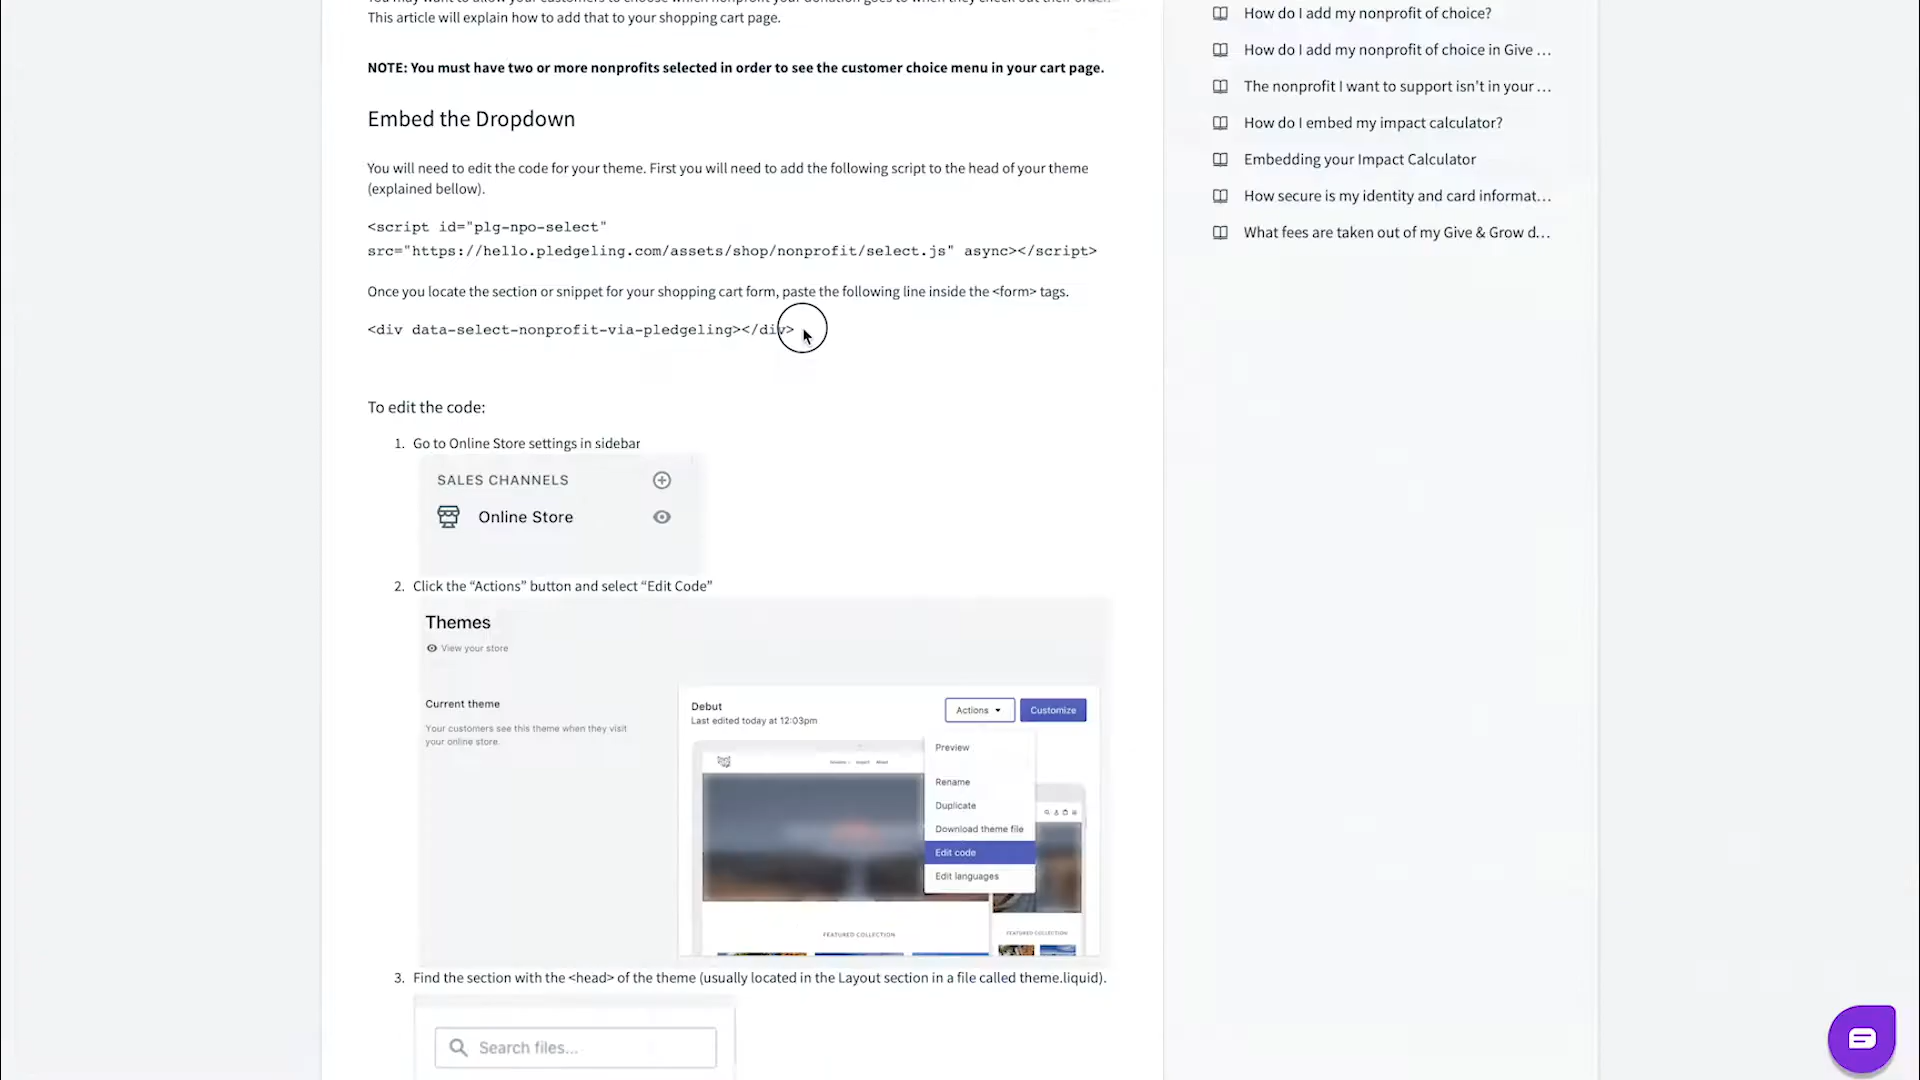 This article will explain how to add that to your shopping cart page.
NOTE: You must have two or more nonprofits selected in order to see the customer choice menu in your cart page.
Embed the Dropdown
You will need to edit the code for your theme. First you will need to add the following script to the head of your theme
(explained bellow).
<script id="plg-npo-select"
src="https://hello.pledgeling.com/assets/shop/nonprofit/select.js" async></script>
Once you locate the section or snippet for your shopping cart form, paste the following line inside the <form> tags.
<div data-select-nonprofit-via-pledgeling></div>
To edit the code:
1. Go to Online Store settings in sidebar
SALES CHANNELS
Online Store
2. Click the “Actions” button and select “Edit Code”
Themes
View your store
Current theme
Your customers see this theme when they visit
your online store.
Debut
Last edited today at 12:03pm
Actions
Customize
Preview
Rename
Duplicate
Download theme file
Edit code
Edit languages
FEATURED COLLECTION
FEATURED COLLECTION
3. Find the section with the <head> of the theme (usually located in the Layout section in a file called theme.liquid).
Search files...
How do I add my nonprofit of choice?
How do I add my nonprofit of choice in Give ...
The nonprofit I want to support isn't in your ...
How do I embed my impact calculator?
Embedding your Impact Calculator
How secure is my identity and card informat...
What fees are taken out of my Give & Grow d...